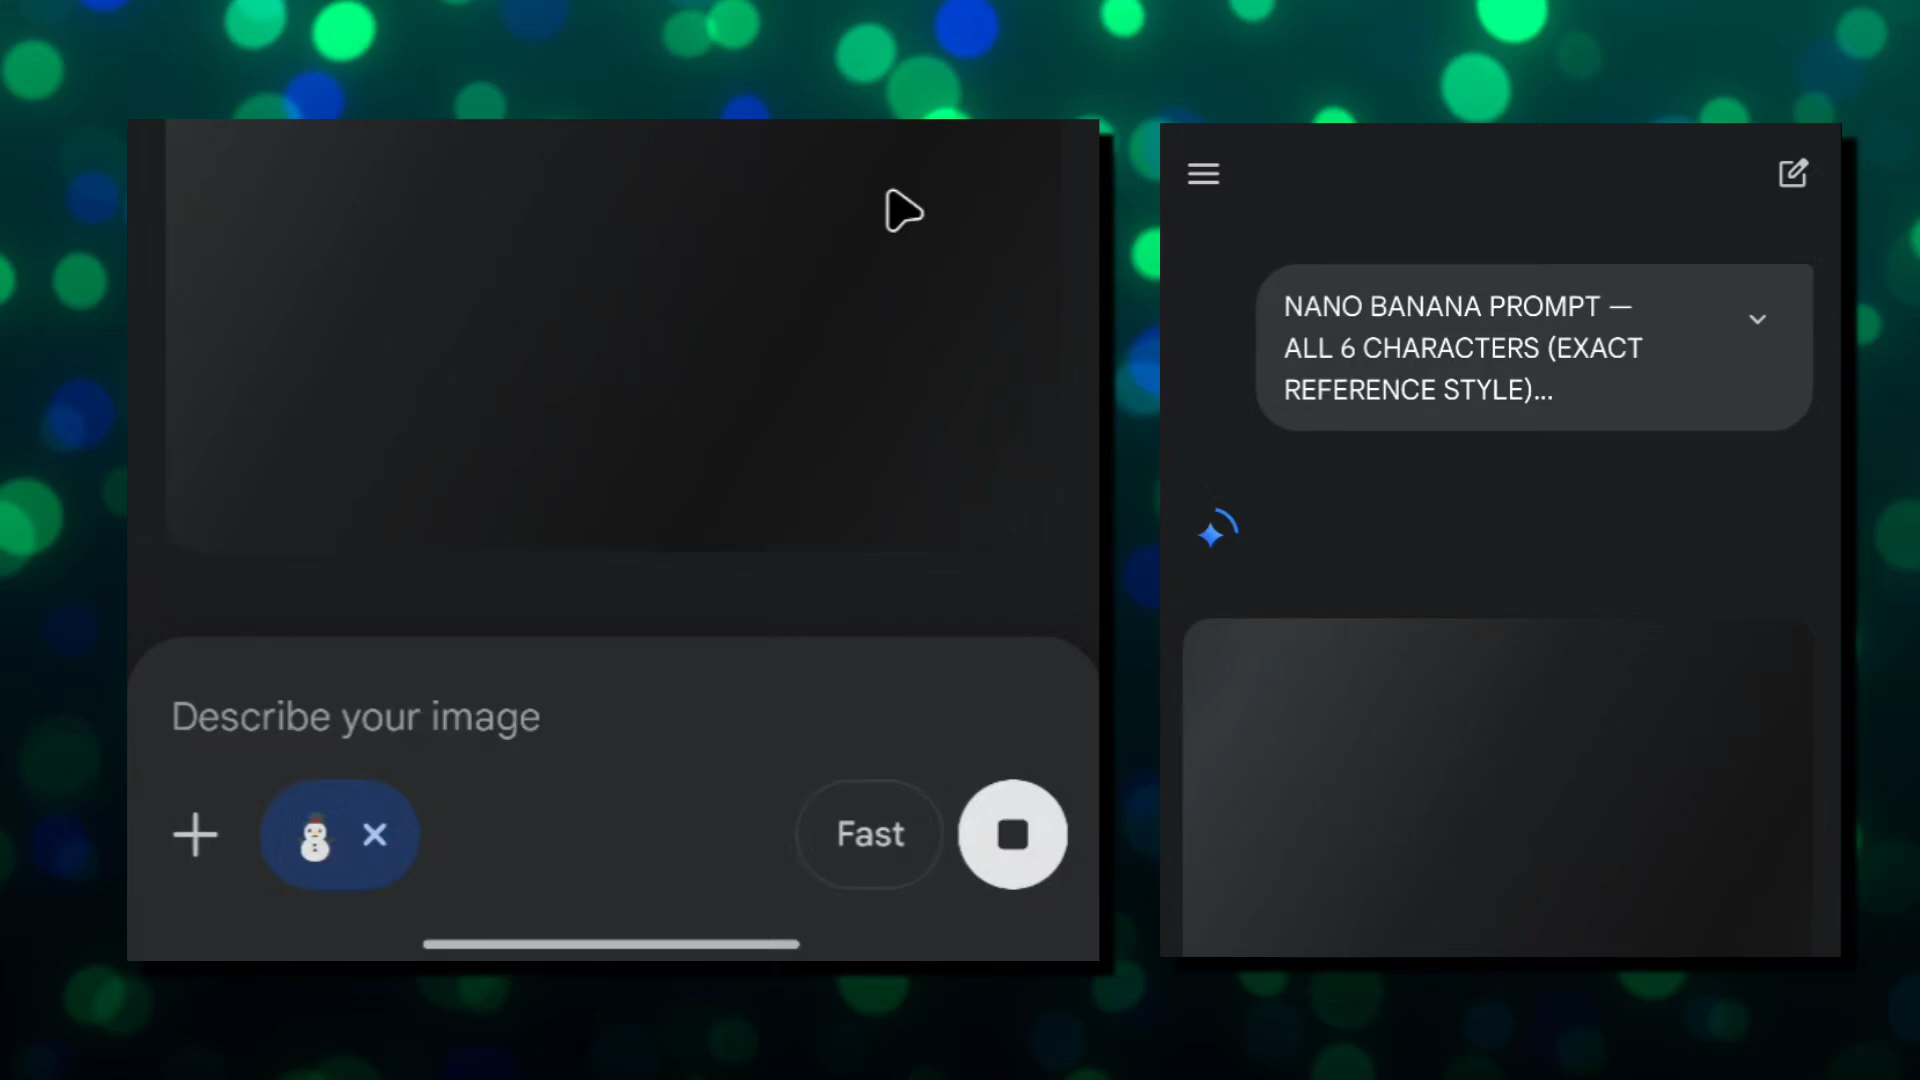 Describe your image
Fast
NANO BANANA PROMPT —
ALL 6 CHARACTERS (EXACT
REFERENCE STYLE)...